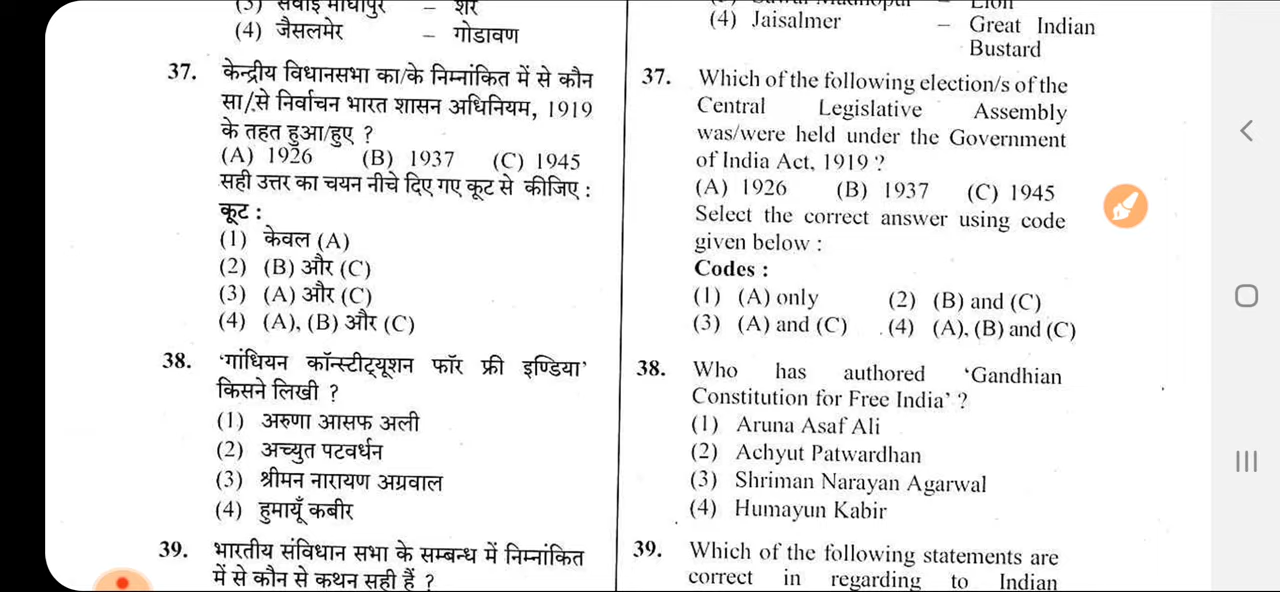 (3) सवाई माधोपुर – शेर
(4) जैसलमेर – गोडावण
37. केन्द्रीय विधानसभा का/के निम्नांकित में से कौन
सा/से निर्वाचन भारत शासन अधिनियम, 1919
के तहत हुआ/हुए ?
(A) 1926 (B) 1937 (C) 1945
सही उत्तर का चयन नीचे दिए गए कूट से कीजिए :
कूट :
(1) केवल (A)
(2) (B) और (C)
(3) (A) और (C)
(4) (A), (B) और (C)
38. ‘गांधियन कॉन्स्टीट्यूशन फॉर फ्री इण्डिया’
किसने लिखी ?
(1) अरुणा आसफ अली
(2) अच्युत पटवर्धन
(3) श्रीमन नारायण अग्रवाल
(4) हुमायूँ कबीर
39. भारतीय संविधान सभा के सम्बन्ध में निम्नांकित
में से कौन से कथन सही हैं ?
– Lion
(4) Jaisalmer – Great Indian
Bustard
37. Which of the following election/s of the
Central Legislative Assembly
was/were held under the Government
of India Act, 1919 ?
(A) 1926 (B) 1937 (C) 1945
Select the correct answer using code
given below :
Codes :
(1) (A) only (2) (B) and (C)
(3) (A) and (C) (4) (A), (B) and (C)
38. Who has authored ‘Gandhian
Constitution for Free India’ ?
(1) Aruna Asaf Ali
(2) Achyut Patwardhan
(3) Shriman Narayan Agarwal
(4) Humayun Kabir
39. Which of the following statements are
correct in regarding to Indian